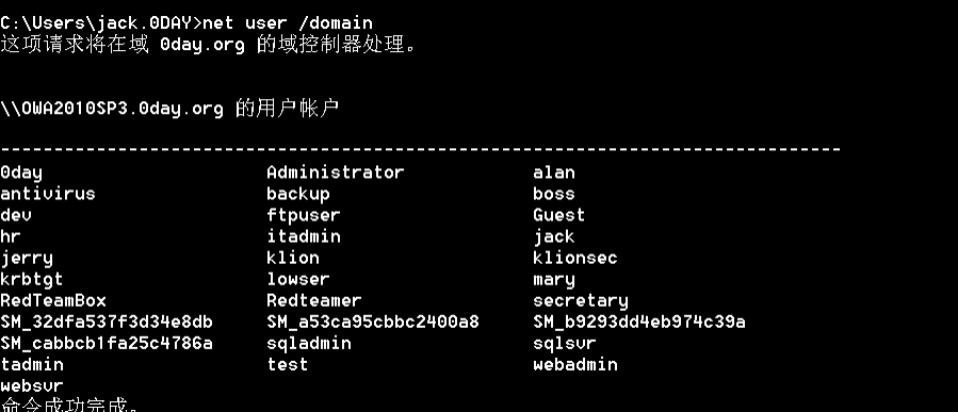 C:\Users\jack.0DAY>net user /domain
这项请求将在域 0day.org 的域控制器处理。
\\OWA2010SP3.0day.org 的用户帐户
-------------------------------------------------------------------------------
0day Administrator alan
antivirus backup boss
dev ftpuser Guest
hr itadmin jack
jerry klion klionsec
krbtgt lowser mary
RedTeamBox Redteamer secretary
SM_32dfa537f3d34e8db SM_a53ca95cbbc2400a8 SM_b9293dd4eb974c39a
SM_cabbcb1fa25c4786a sqladmin sqlsvr
tadmin test webadmin
websvr
命令成功完成。